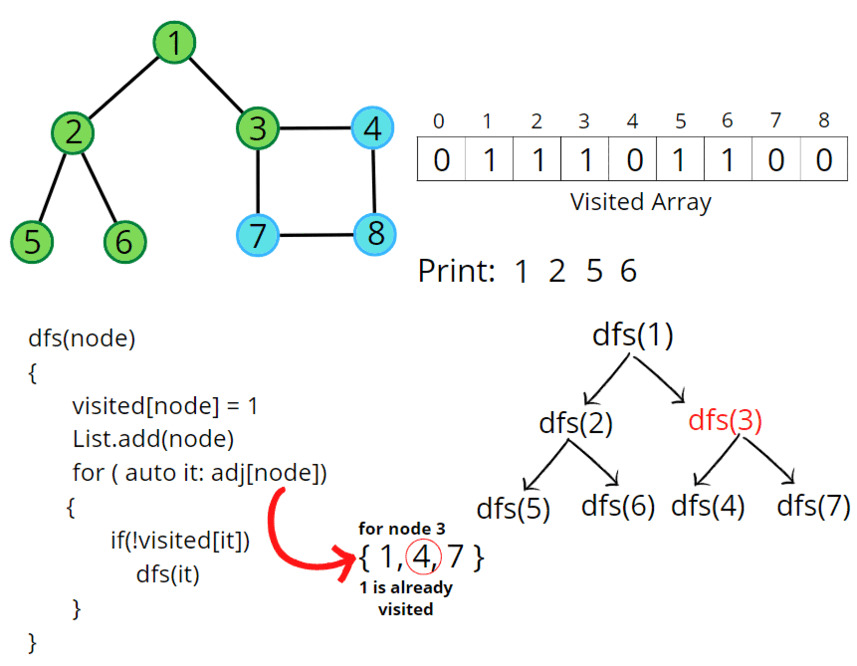 1
2
3
4
5
6
7
8
0 1 2 3 4 5 6 7 8
0 1 1 1 0 1 1 0 0
Visited Array
Print: 1 2 5 6
dfs(node)
{
visited[node] = 1
List.add(node)
for ( auto it: adj[node])
{
if(!visited[it])
dfs(it)
}
}
for node 3
{ 1, 4, 7 }
1 is already
visited
dfs(1)
dfs(2) dfs(3)
dfs(5) dfs(6) dfs(4) dfs(7)